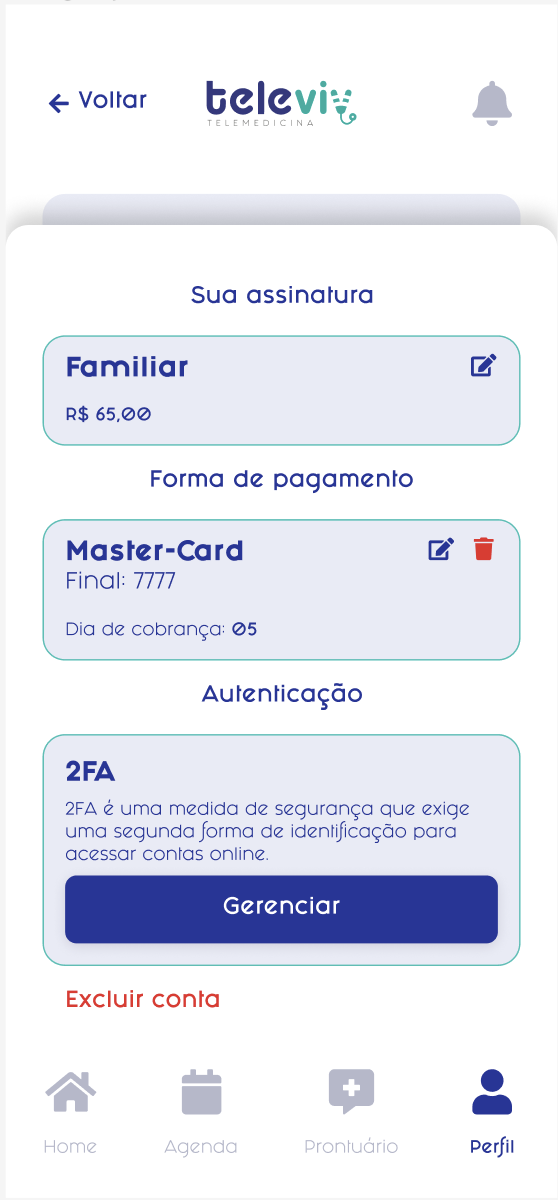 Voltar
televiv
TELEMEDICINA
Sua assinatura
Familiar
R$ 65,00
Forma de pagamento
Master-Card
Final: 7777
Dia de cobrança: 05
Autenticação
2FA
2FA é uma medida de segurança que exige
uma segunda forma de identificação para
acessar contas online.
Gerenciar
Excluir conta
Home
Agenda
Prontuário
Perfil